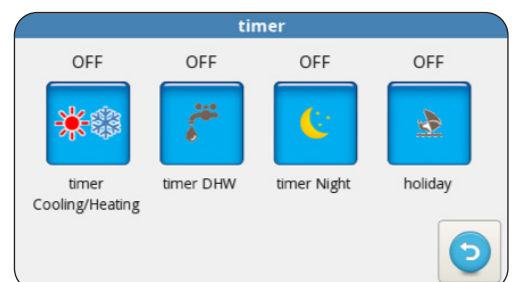 timer
OFF OFF OFF OFF
timer Cooling/Heating
timer DHW
timer Night
holiday